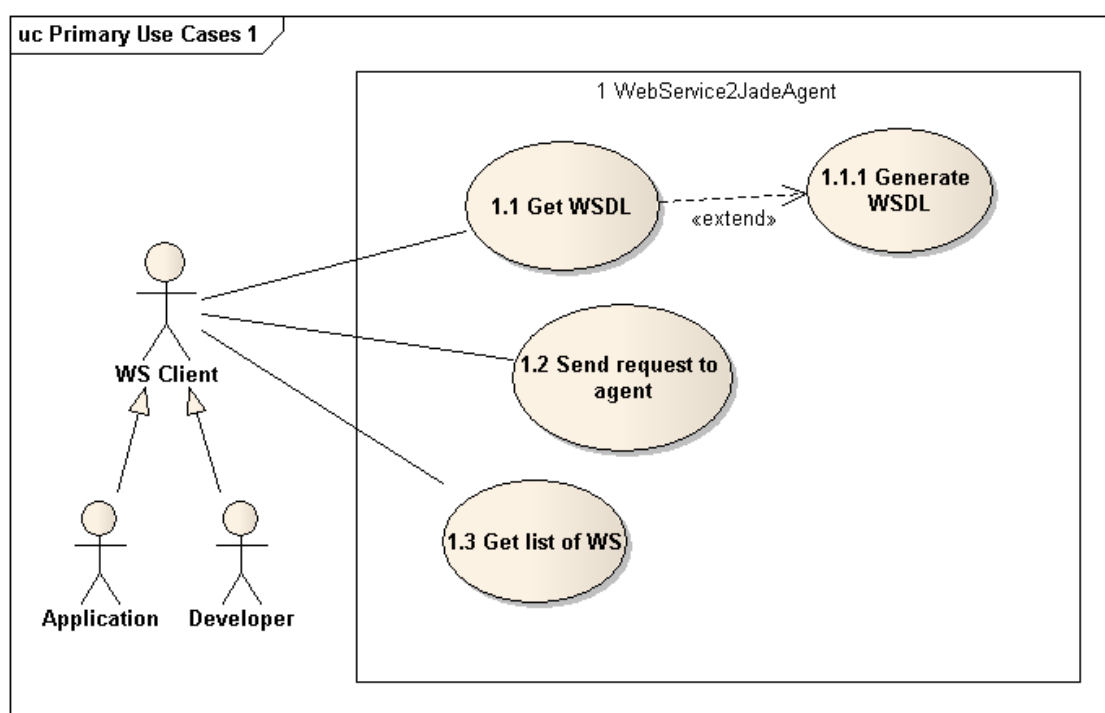 uc Primary Use Cases 1
1 WebService2JadeAgent
1.1 Get WSDL
«extend»
1.1.1 Generate
WSDL
WS Client
1.2 Send request to
agent
1.3 Get list of WS
Application
Developer